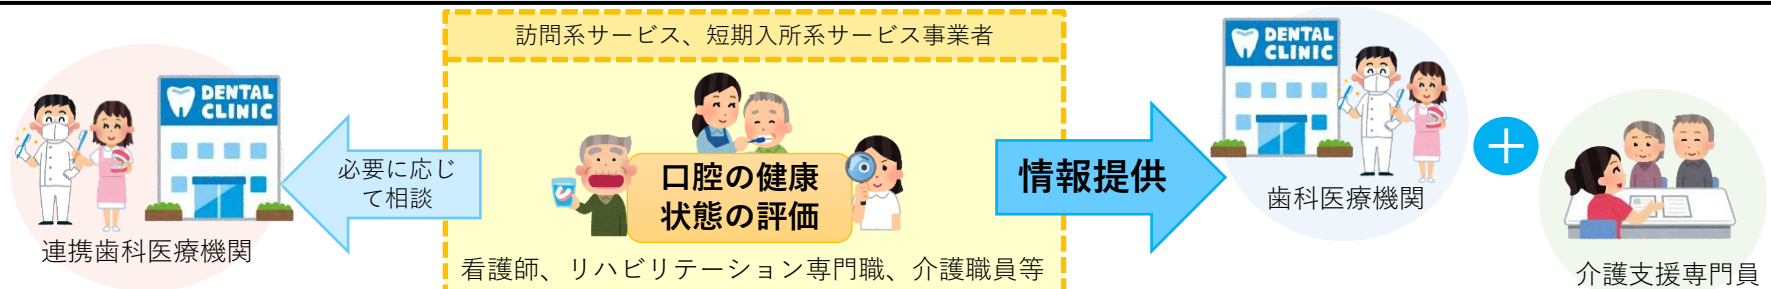 訪問系サービス、短期入所系サービス事業者
DENTAL
CLINIC
必要に応じ
て相談
連携歯科医療機関
口腔の健康
状態の評価
看護師、リハビリテーション専門職、介護職員等
情報提供
DENTAL
CLINIC
歯科医療機関
+
介護支援専門員